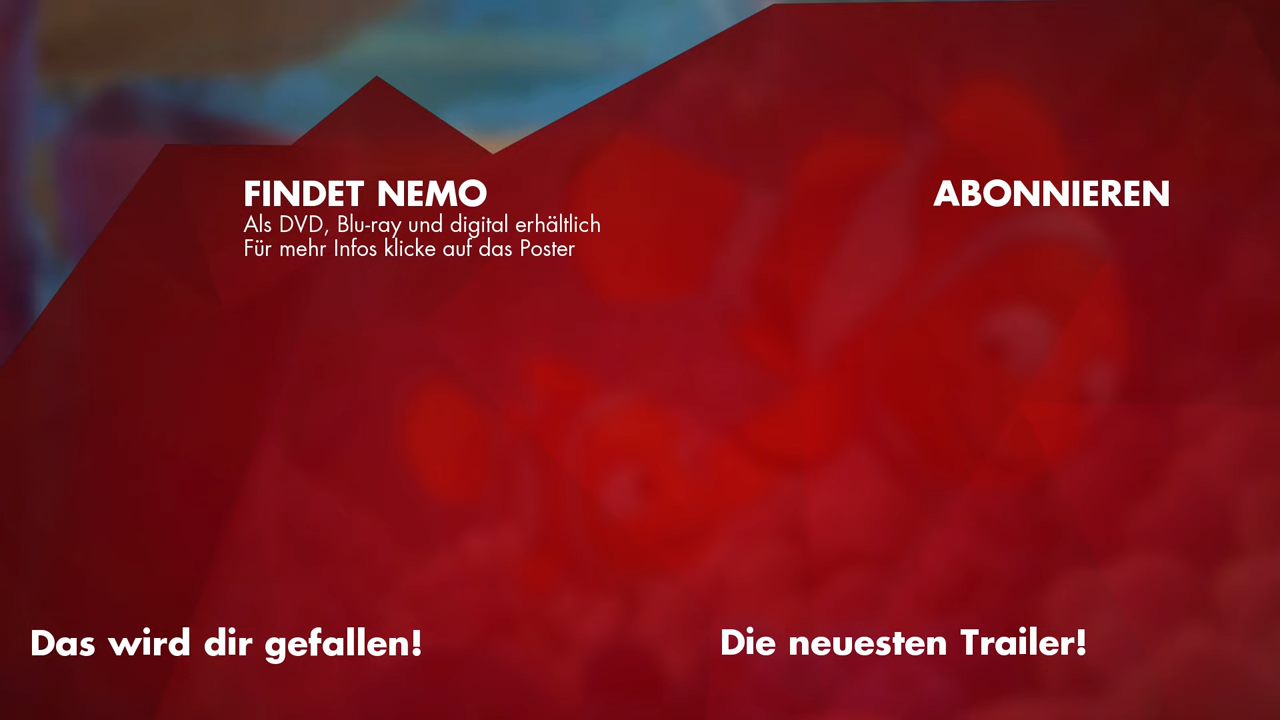 FINDET NEMO
Als DVD, Blu-ray und digital erhältlich
Für mehr Infos klicke auf das Poster
ABONNIEREN
Das wird dir gefallen!
Die neuesten Trailer!